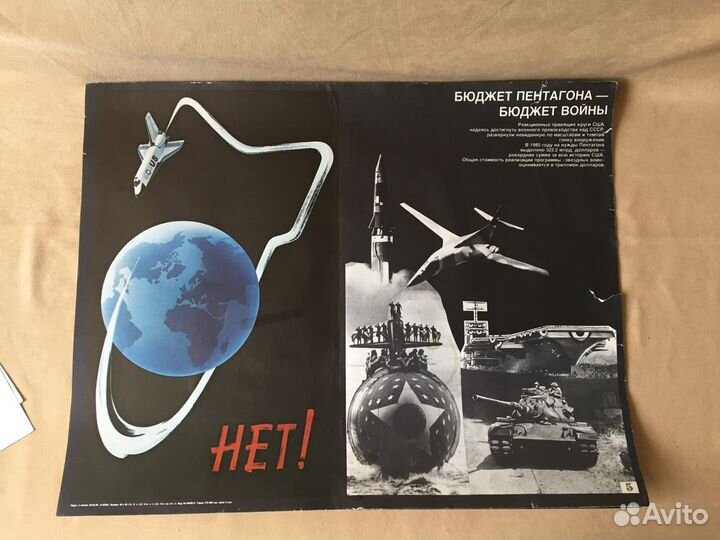 US
НЕТ!
БЮДЖЕТ ПЕНТАГОНА —
БЮДЖЕТ ВОЙНЫ
Реакционные правящие круги США,
надеясь достигнуть военного превосходства над СССР,
развернули невиданную по масштабам и темпам
гонку вооружений.
В 1985 году на нужды Пентагона
выделено 322,2 млрд. долларов —
рекордная сумма за всю историю США.
Общая стоимость реализации программы «звездных войн»
оценивается в триллион долларов.
5
Avito